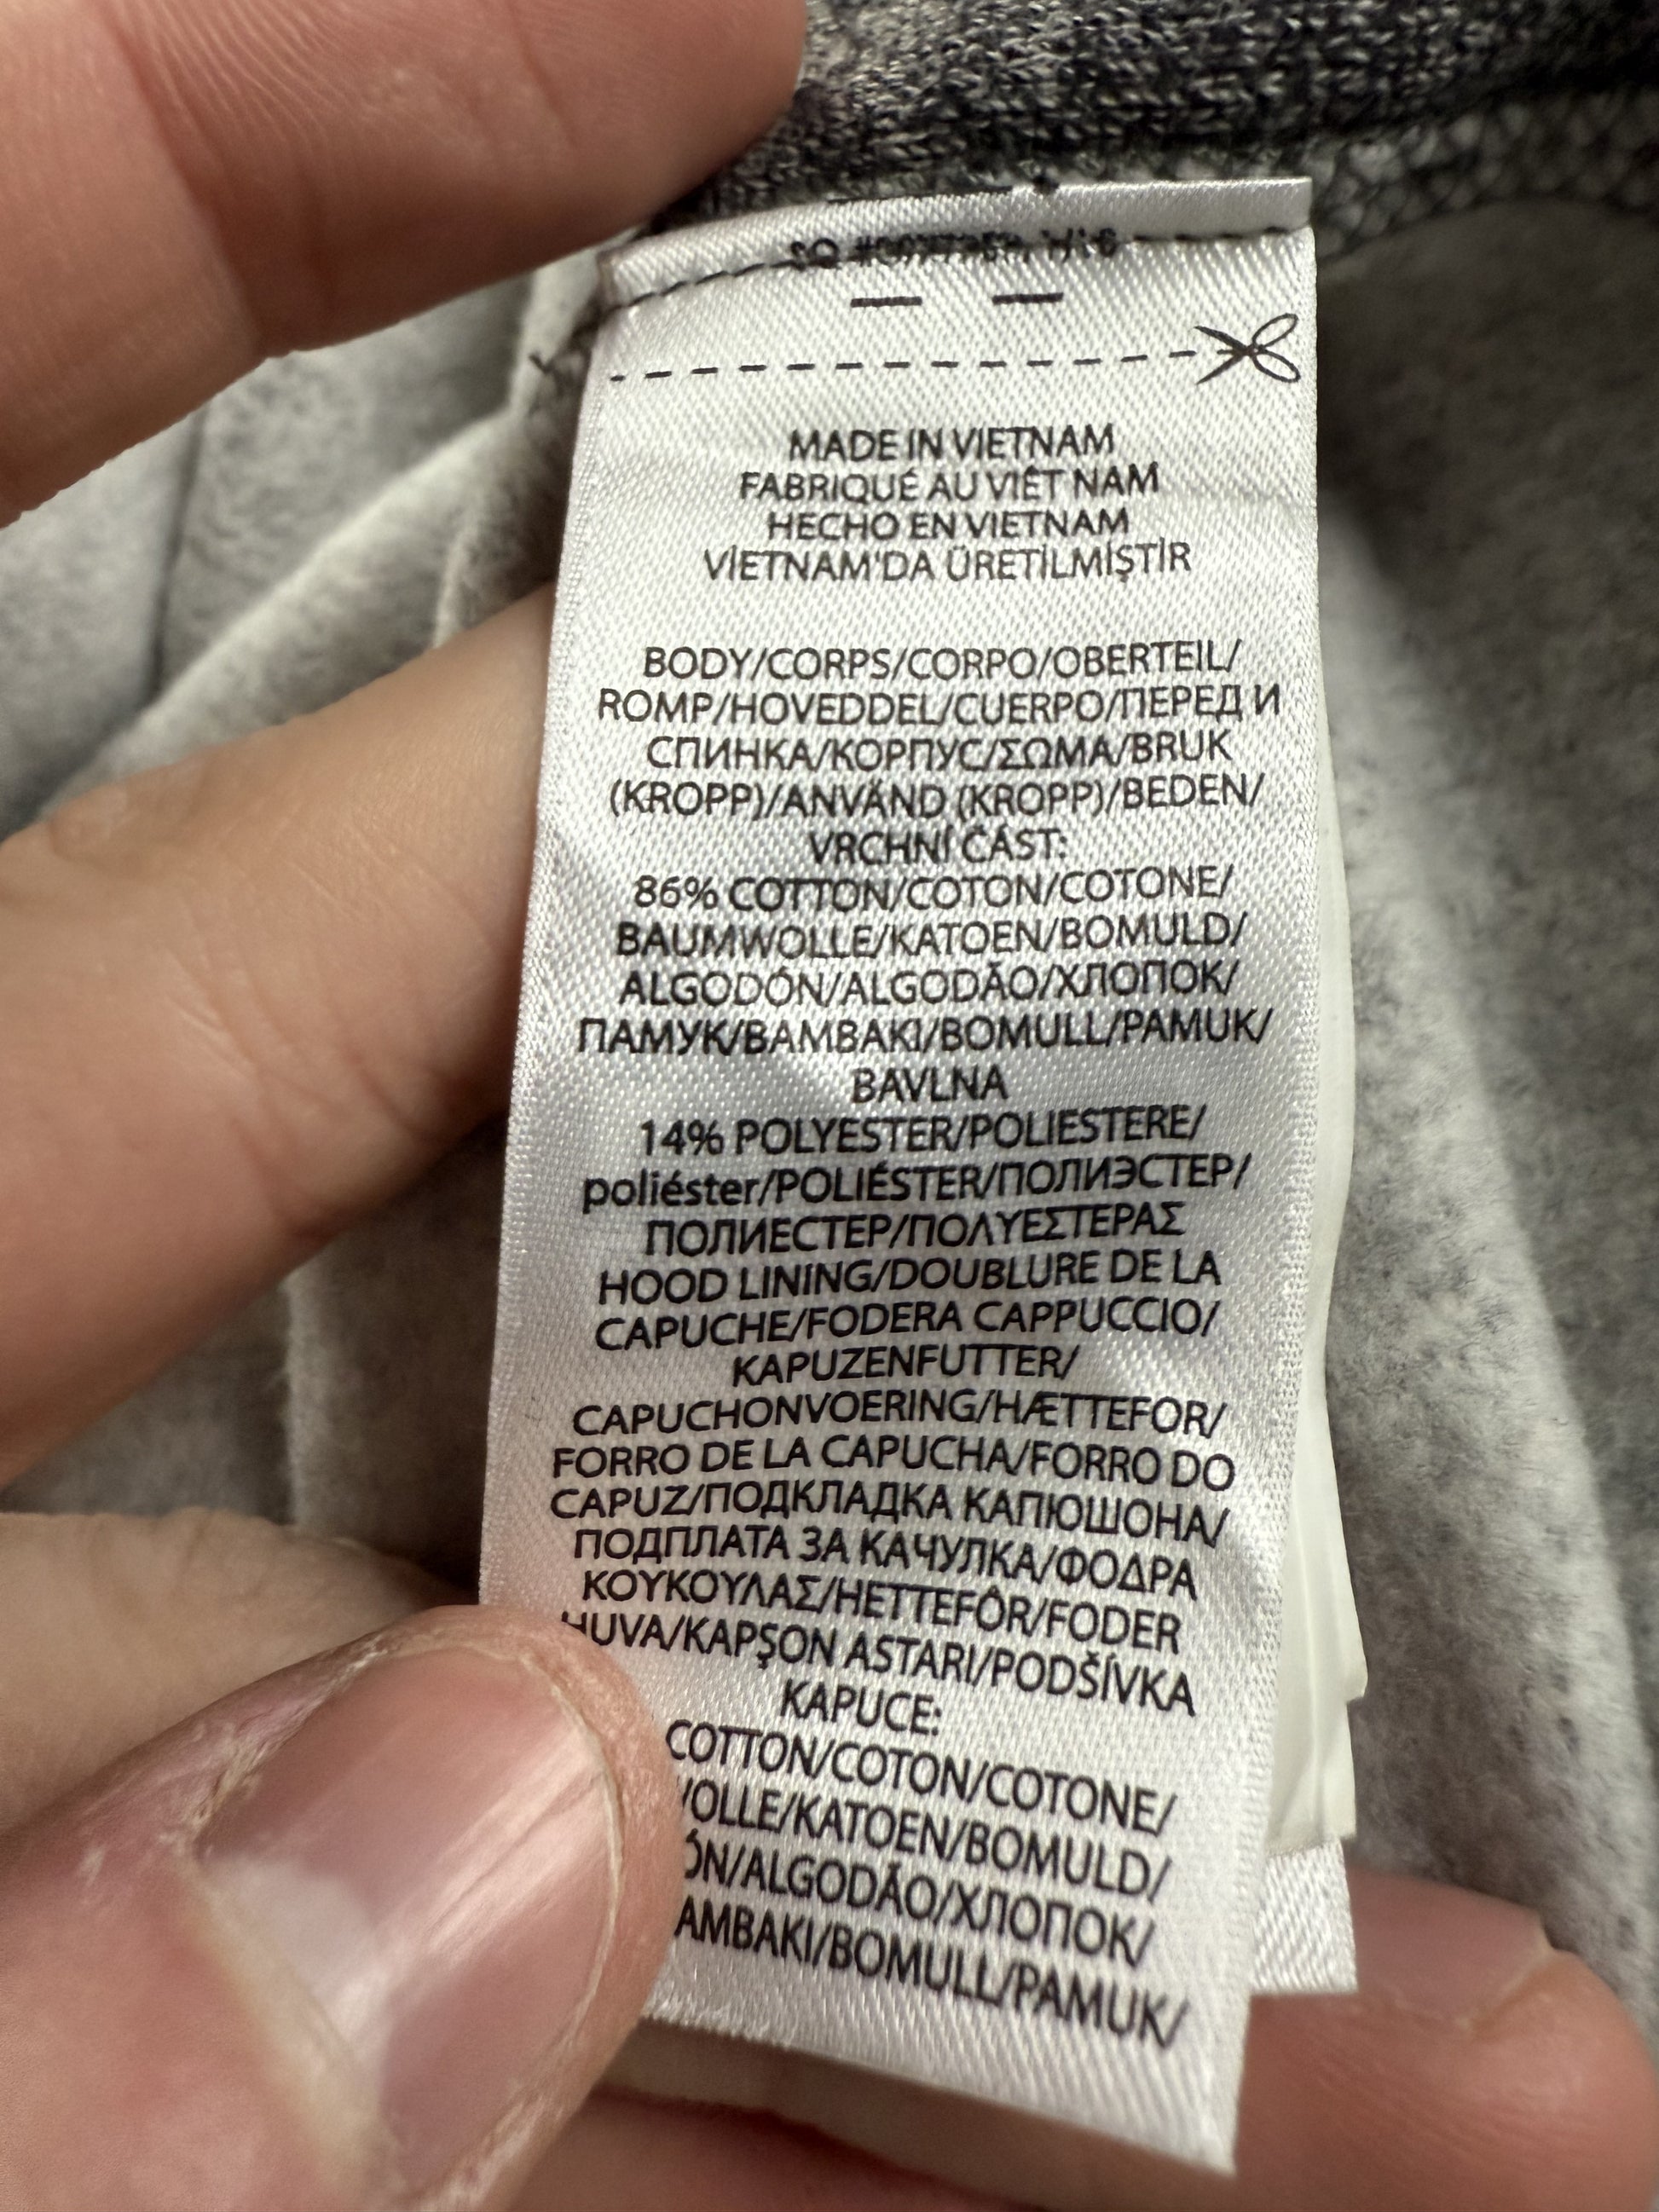 MADE IN VIETNAM
FABRIQUÉ AU VIÊT NAM
HECHO EN VIETNAM
VİETNAM'DA ÜRETİLMİŞTİR
BODY/CORPS/CORPO/OBERTEIL/
ROMP/HOVEDDEL/CUERPO/ПЕРЕД И
СПИНКА/КОРПУС/ΣΩΜΑ/BRUK
(KROPP)/ANVÄND (KROPP)/BEDEN/
VRCHNÍ ČÁST:
86% COTTON/COTON/COTONE/
BAUMWOLLE/KATOEN/BOMULD/
ALGODÓN/ALGODÃO/ХЛОПОК/
ПАМУК/ΒΑΜΒΑΚΙ/BOMULL/PAMUK/
BAVLNA
14% POLYESTER/POLIESTERE/
poliéster/POLIÉSTER/ПОЛИЭСТЕР/
ПОЛИЕСТЕР/ΠΟΛΥΕΣΤΕΡΑΣ
HOOD LINING/DOUBLURE DE LA
CAPUCHE/FODERA CAPPUCCIO/
KAPUZENFUTTER/
CAPUCHONVOERING/HÆTTEFOR/
FORRO DE LA CAPUCHA/FORRO DO
CAPUZ/ПОДКЛАДКА КАПЮШОНА/
ПОДПЛАТА ЗА КАЧУЛКА/ΦΟΔΡΑ
ΚΟΥΚΟΥΛΑΣ/HETTEFÔR/FODER
HUVA/KAPŞON ASTARI/PODŠÍVKA
KAPUCE:
COTTON/COTON/COTONE/
OLLE/KATOEN/BOMULD/
ÓN/ALGODÃO/ХЛОПОК/
ΑΜΒΑΚΙ/BOMULL/PAMUK/